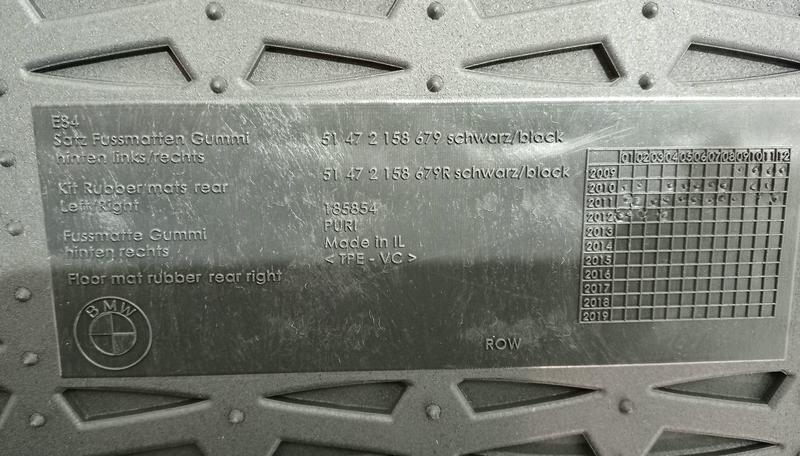 E84
Satz Fussmatten Gummi 51 47 2 158 679 schwarz/black
hinten links/rechts
51 47 2 158 679R schwarz/black
Kit Rubber mats rear
Left/Right 185854
PURI
Fussmatte Gummi Made in IL
hinten rechts < TPE - VC >
Floor mat rubber rear right
BMW
ROW
01 02 03 04 05 06 07 08 09 10 11 12
2009
2010
2011
2012
2013
2014
2015
2016
2017
2018
2019